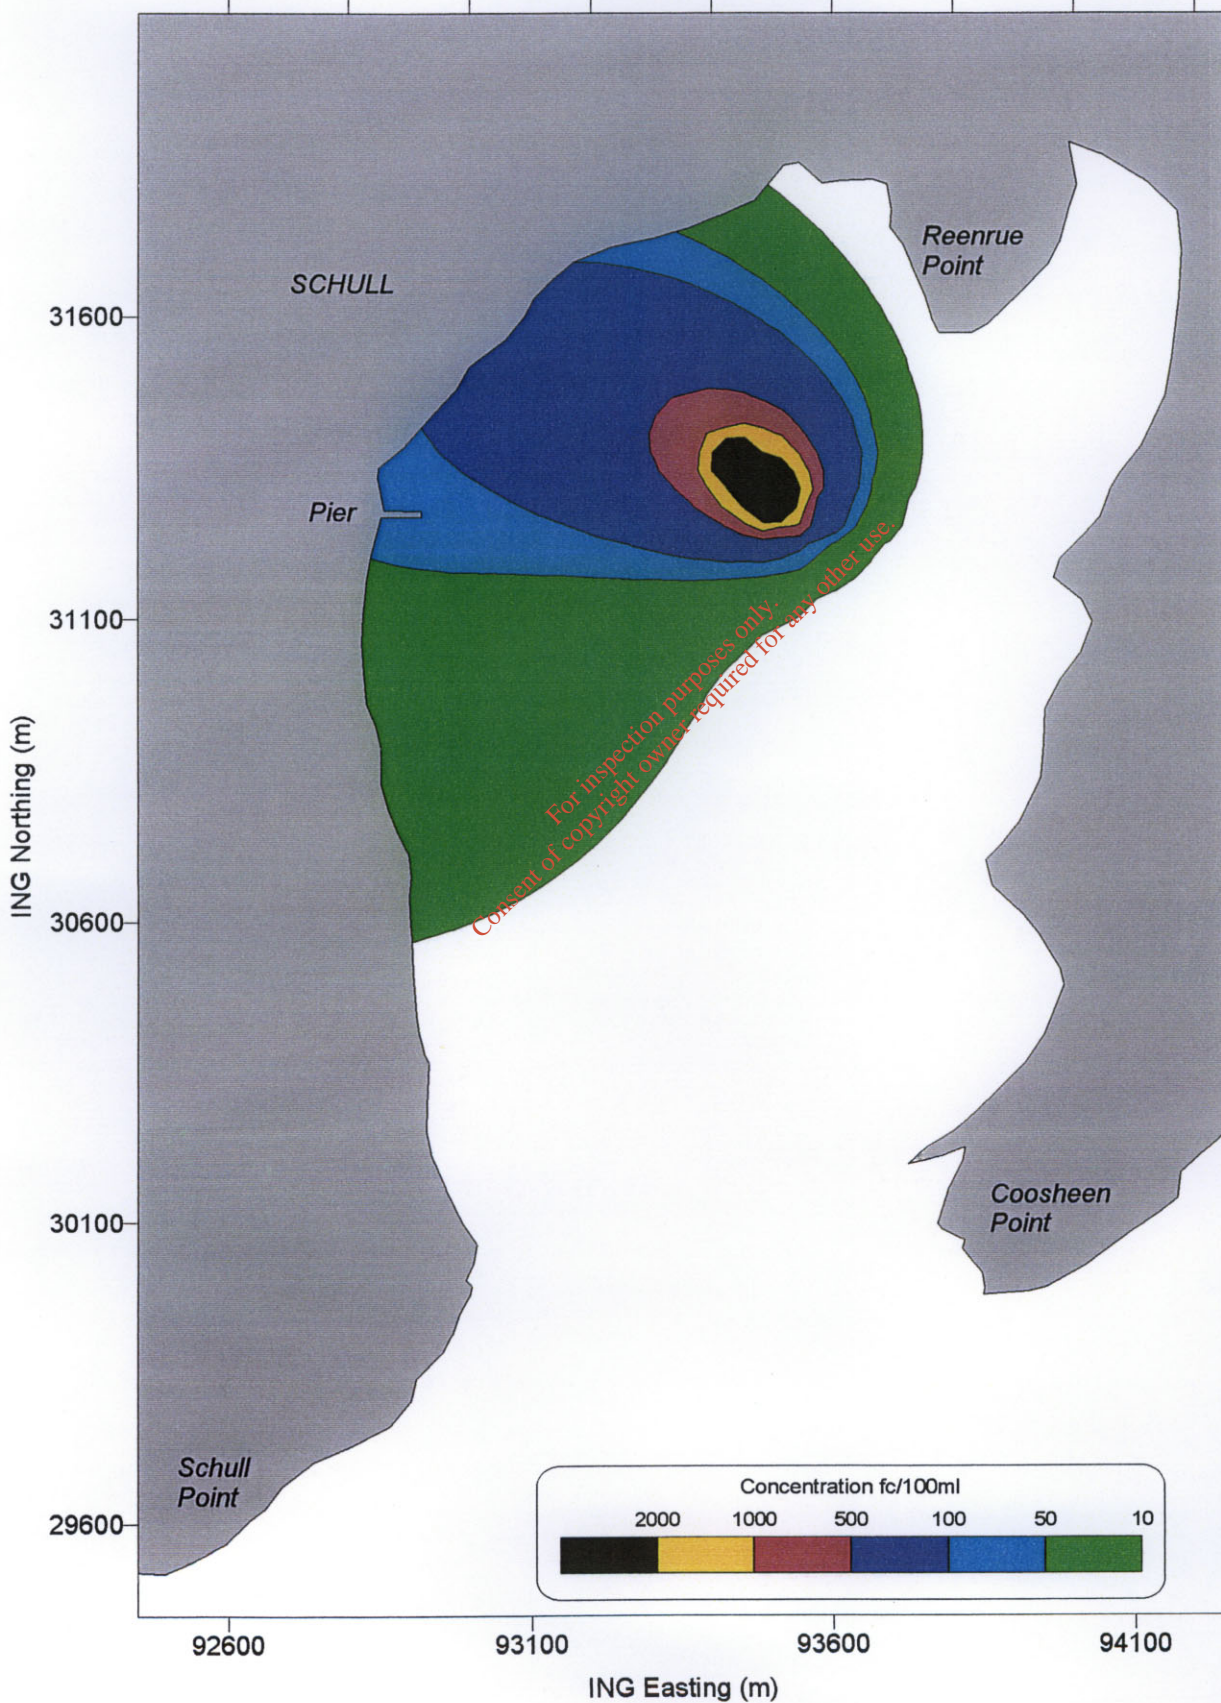 Reenrue
Point
SCHULL
31600
Pier
31100
For inspection purposes only.
Consent of copyright owner required for any other use.
ING Northing (m)
30600
Coosheen
Point
30100
Schull
Point
Concentration fc/100ml
2000 1000 500 100 50 10
29600
92600 93100 93600 94100
ING Easting (m)